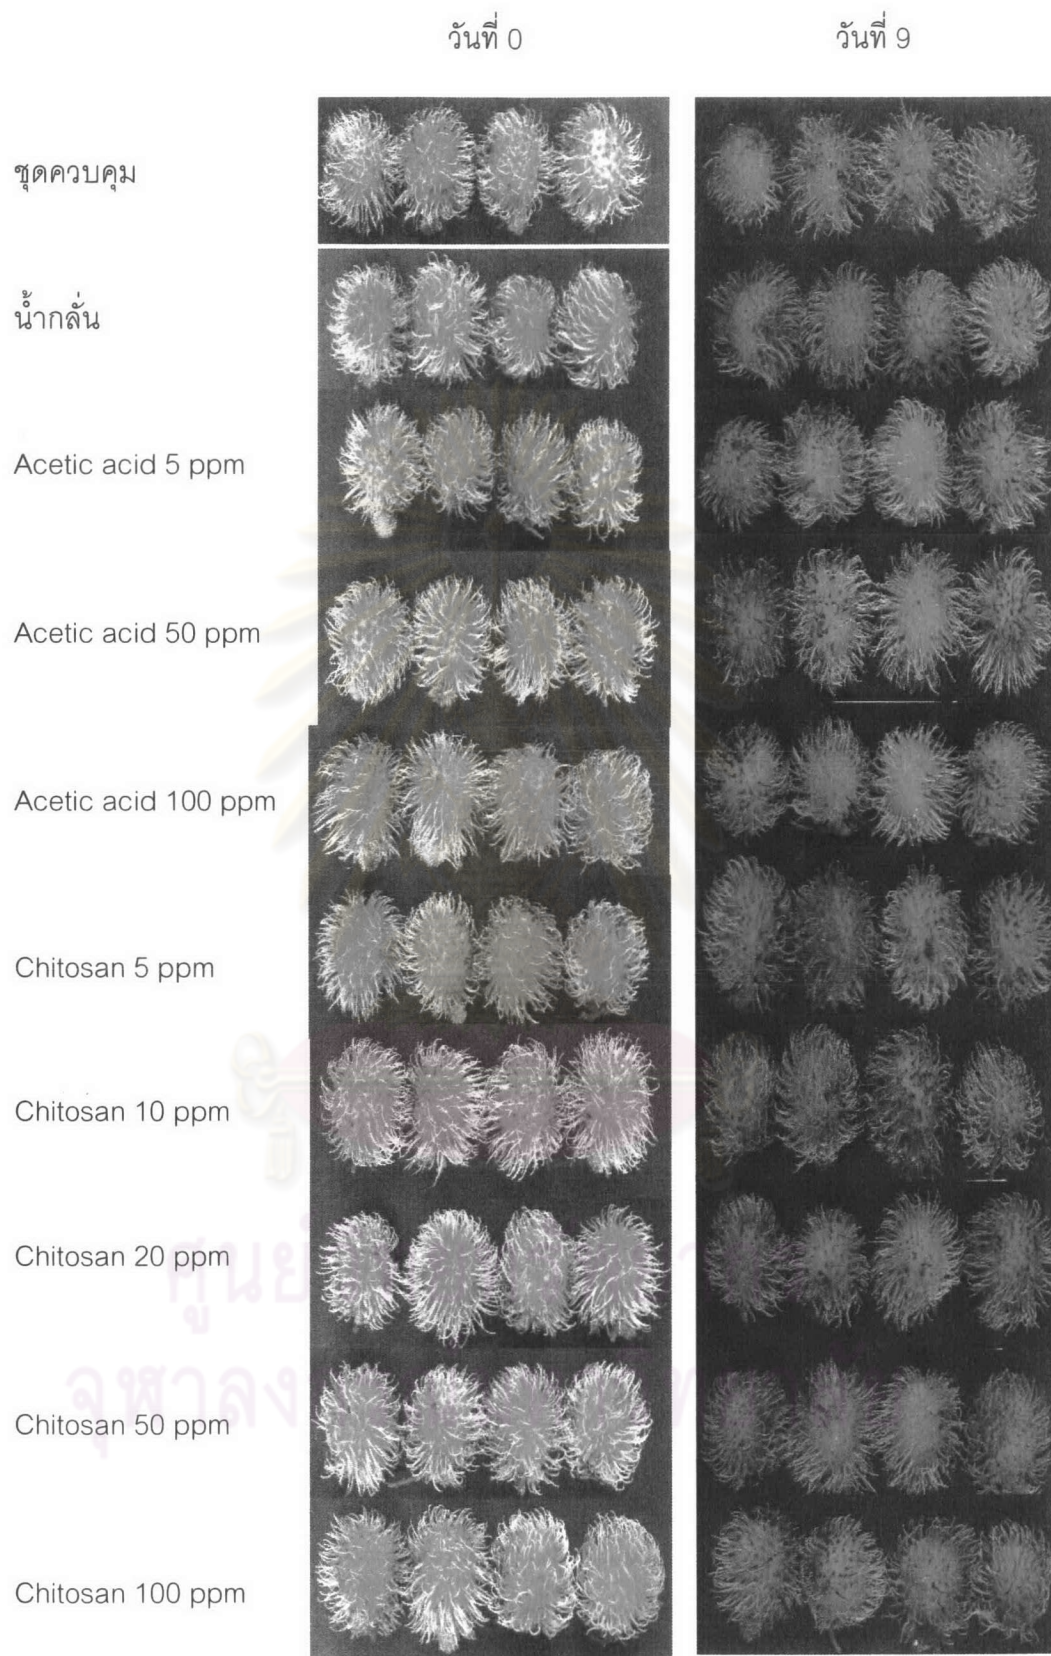 วันที่ 0 วันที่ 9
ชุดควบคุม
น้ำกลั่น
Acetic acid 5 ppm
Acetic acid 50 ppm
Acetic acid 100 ppm
Chitosan 5 ppm
Chitosan 10 ppm
Chitosan 20 ppm
Chitosan 50 ppm
Chitosan 100 ppm